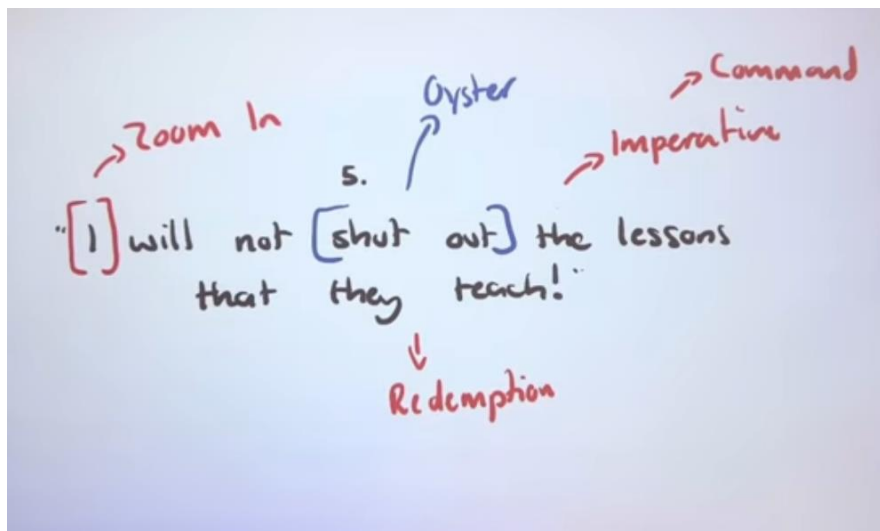 Command
Oyster
Zoom In
Imperative
5.
"[I] will not [shut out] the lessons
that they teach!"
Redemption